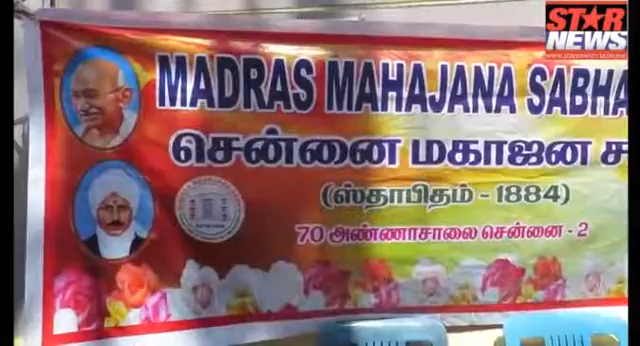 STAR
NEWS
MADRAS MAHAJANA SABHA
சென்னை மகாஜன ச
(ஸ்தாபிதம் - 1884)
70 அண்ணாசாலை சென்னை - 2